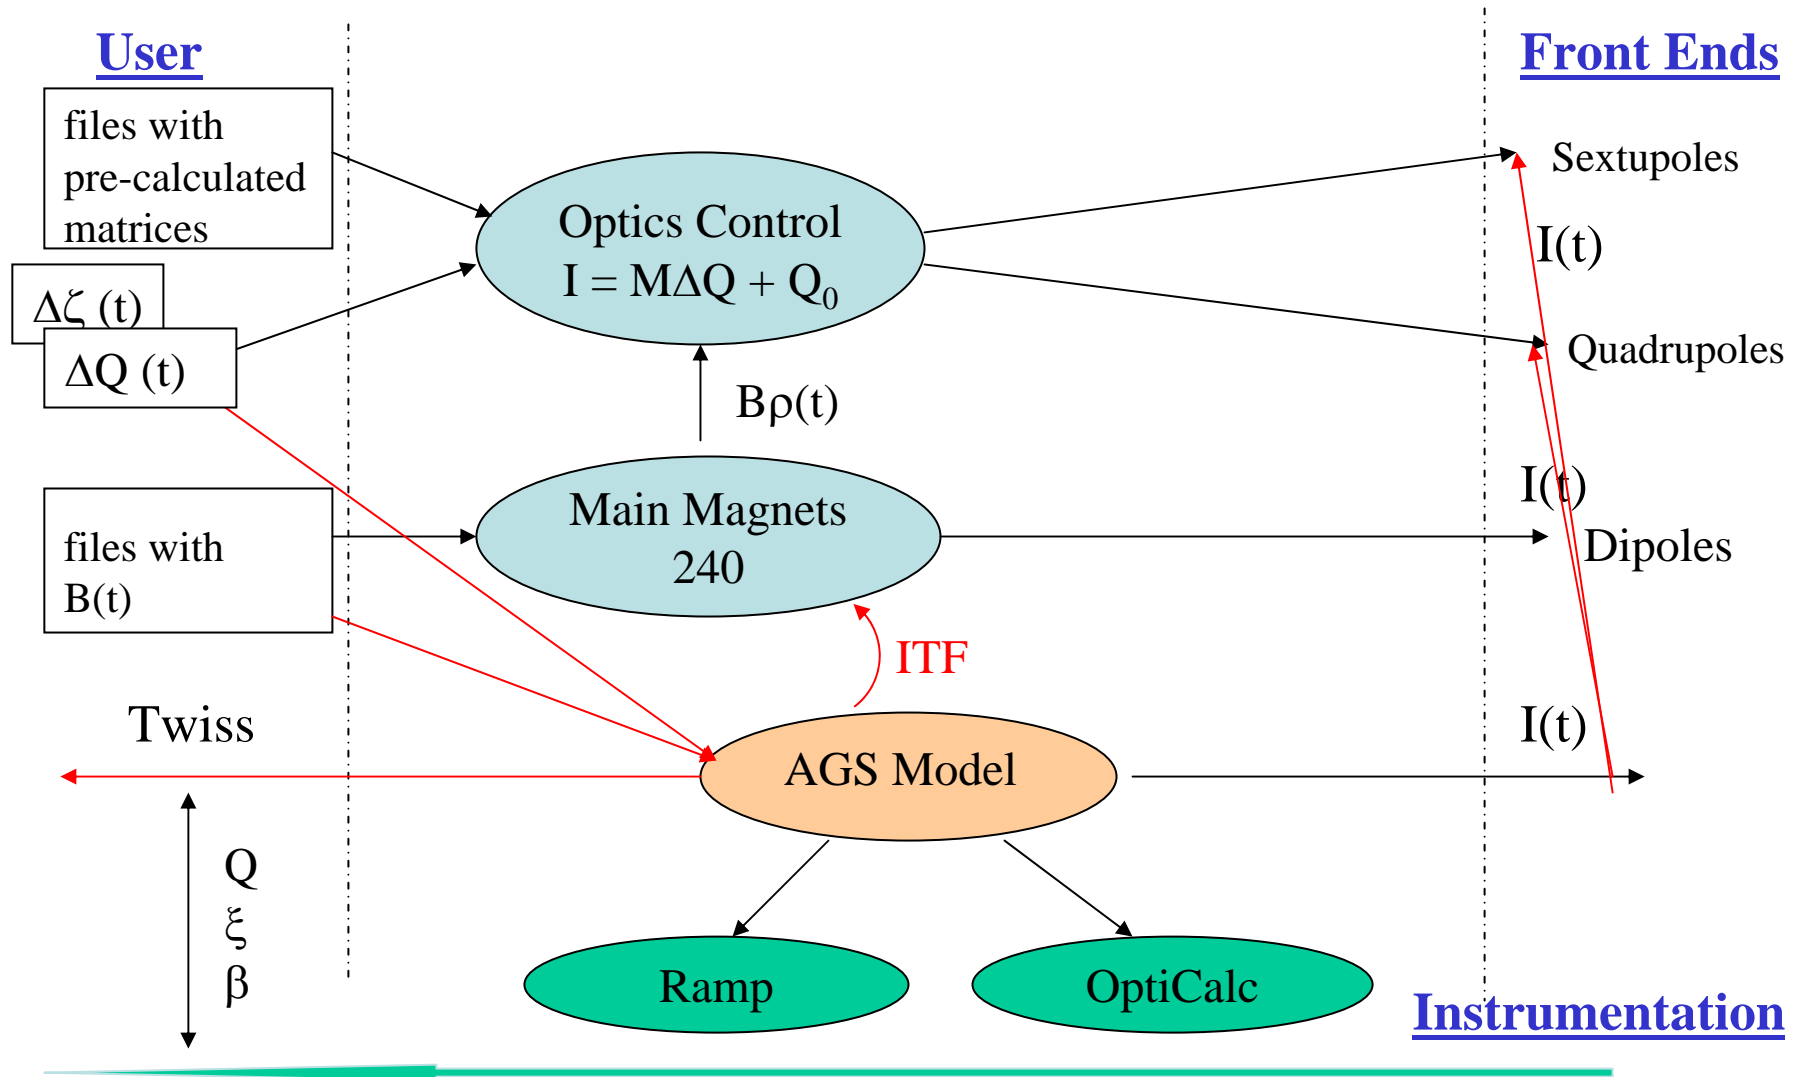 User
Front Ends
files with
pre-calculated
matrices
Optics Control
I = MΔQ + Q₀
Sextupoles
I(t)
Δζ (t)
ΔQ (t)
Quadrupoles
Bρ(t)
Main Magnets
240
I(t)
Dipoles
files with
B(t)
ITF
Twiss
AGS Model
I(t)
Q
ξ
β
Ramp
OptiCalc
Instrumentation